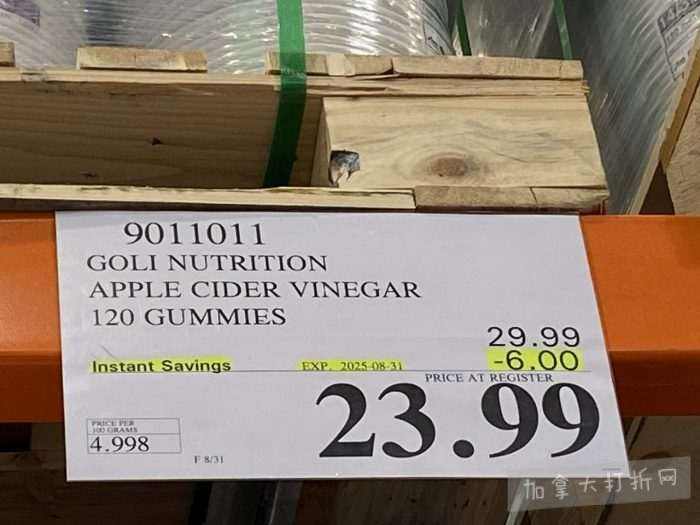 9011011
GOLI NUTRITION
APPLE CIDER VINEGAR
120 GUMMIES
29.99
Instant Savings EXP. 2025-08-31 -6.00
PRICE AT REGISTER
23.99
PRICE PER
100 GRAMS
4.998
F 8/31
加拿大打折网